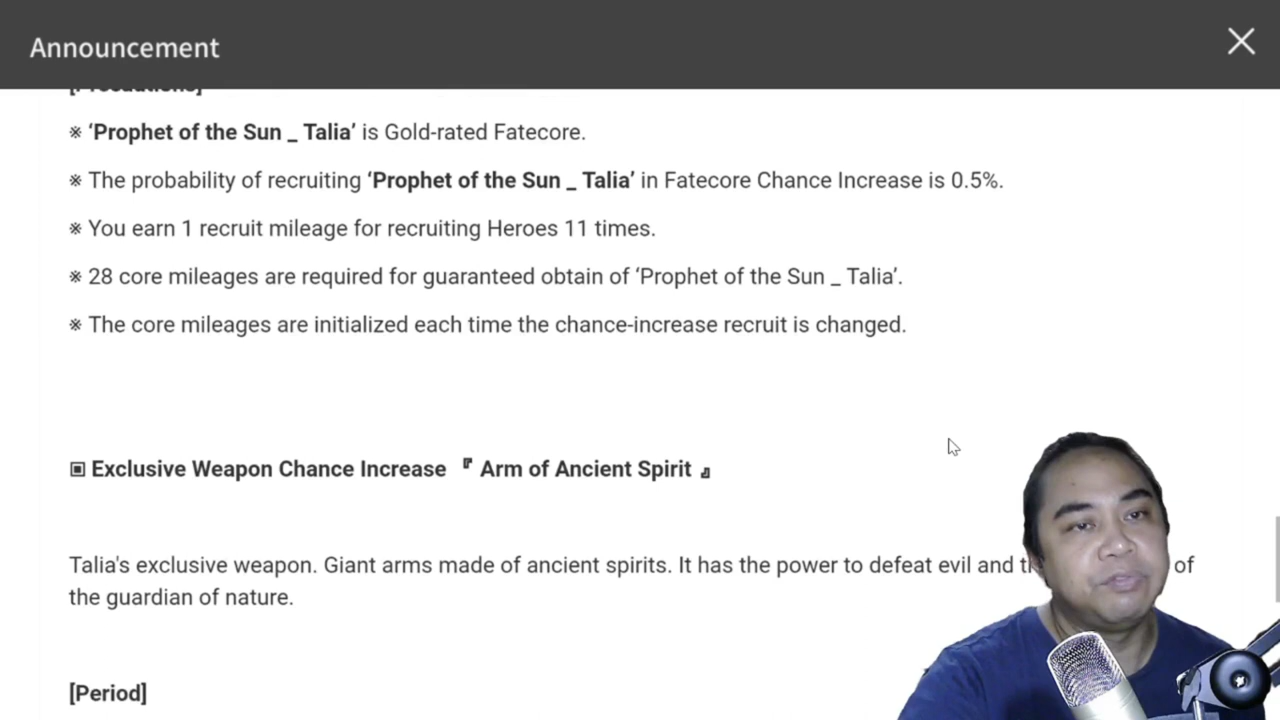 Announcement
[Precautions]
※ ‘Prophet of the Sun _ Talia’ is Gold-rated Fatecore.
※ The probability of recruiting ‘Prophet of the Sun _ Talia’ in Fatecore Chance Increase is 0.5%.
※ You earn 1 recruit mileage for recruiting Heroes 11 times.
※ 28 core mileages are required for guaranteed obtain of ‘Prophet of the Sun _ Talia’.
※ The core mileages are initialized each time the chance-increase recruit is changed.
▣ Exclusive Weapon Chance Increase 『 Arm of Ancient Spirit 』
Talia's exclusive weapon. Giant arms made of ancient spirits. It has the power to defeat evil and of
the guardian of nature.
[Period]